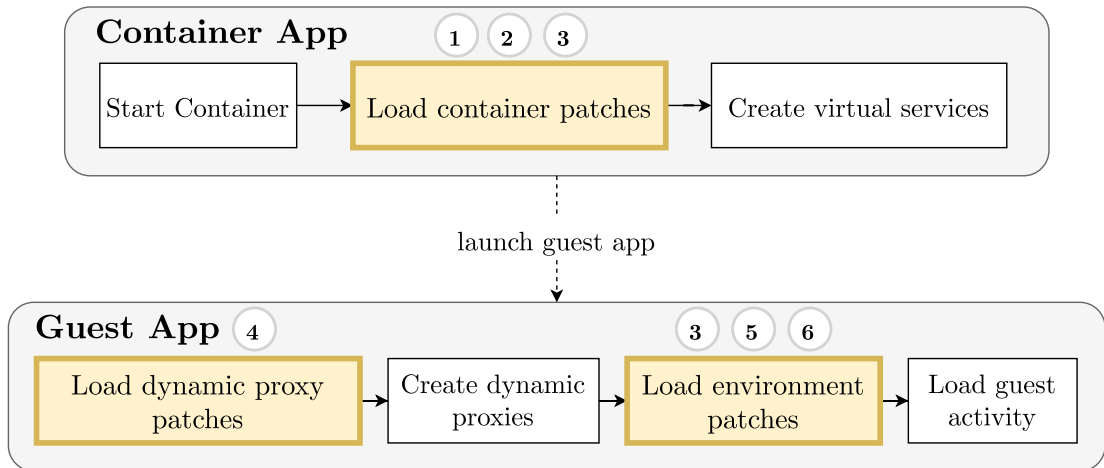 Container App
1 2 3
Start Container
Load container patches
Create virtual services
launch guest app
Guest App
4
3 5 6
Load dynamic proxy
patches
Create dynamic
proxies
Load environment
patches
Load guest
activity